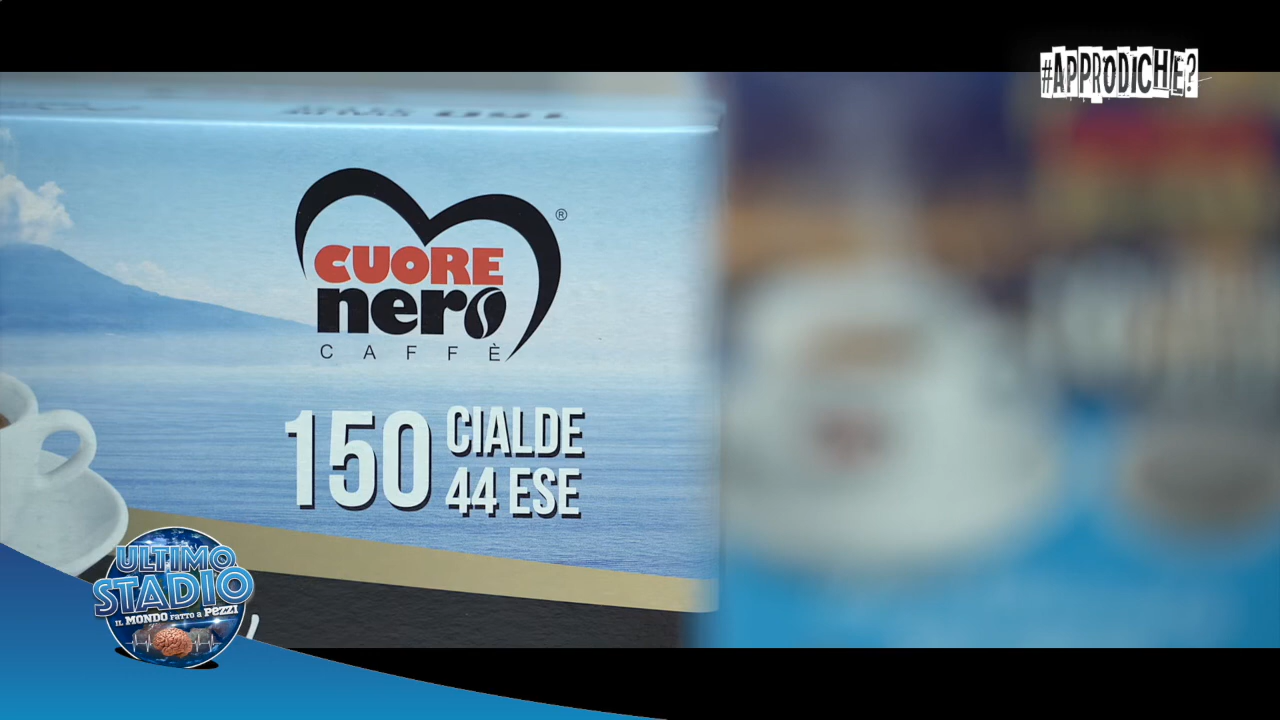 #APPRODICHE?
CUORE
nero
CAFFÈ
®
150 CIALDE
44 ESE
ULTIMO
STADIO
IL MONDO FATTO A PEZZI